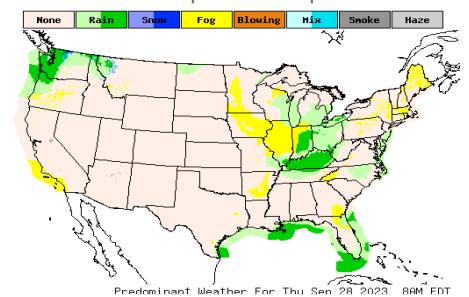 None Rain Snow Fog Blowing Mix Smoke Haze
Predominant Weather For Thu Sep 28 2023 8AM EDT